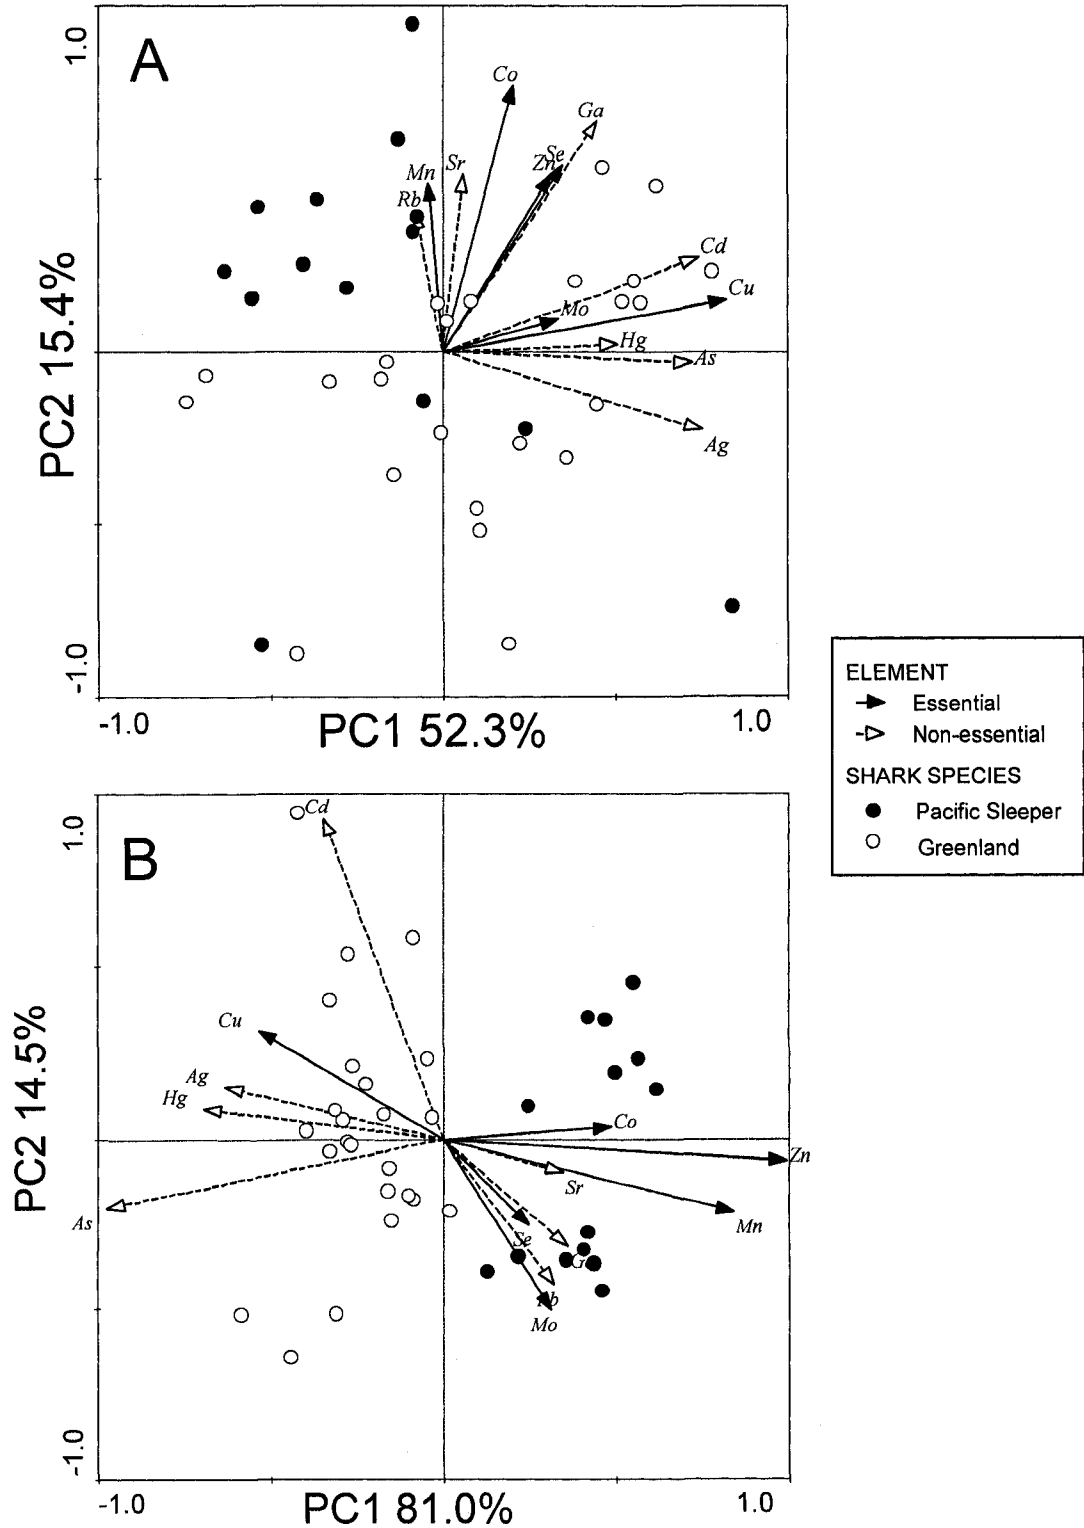 A
1.0
Co
Ga
Se
Zn
Sr
Mn
Rb
Cd
Cu
Mo
Hg
As
Ag
PC2 15.4%
-1.0
-1.0
PC1 52.3%
1.0
ELEMENT
Essential
Non-essential
SHARK SPECIES
Pacific Sleeper
Greenland
B
1.0
Cd
Cu
Ag
Hg
As
Co
Zn
Sr
Mn
Se
Mo
PC2 14.5%
-1.0
-1.0
PC1 81.0%
1.0